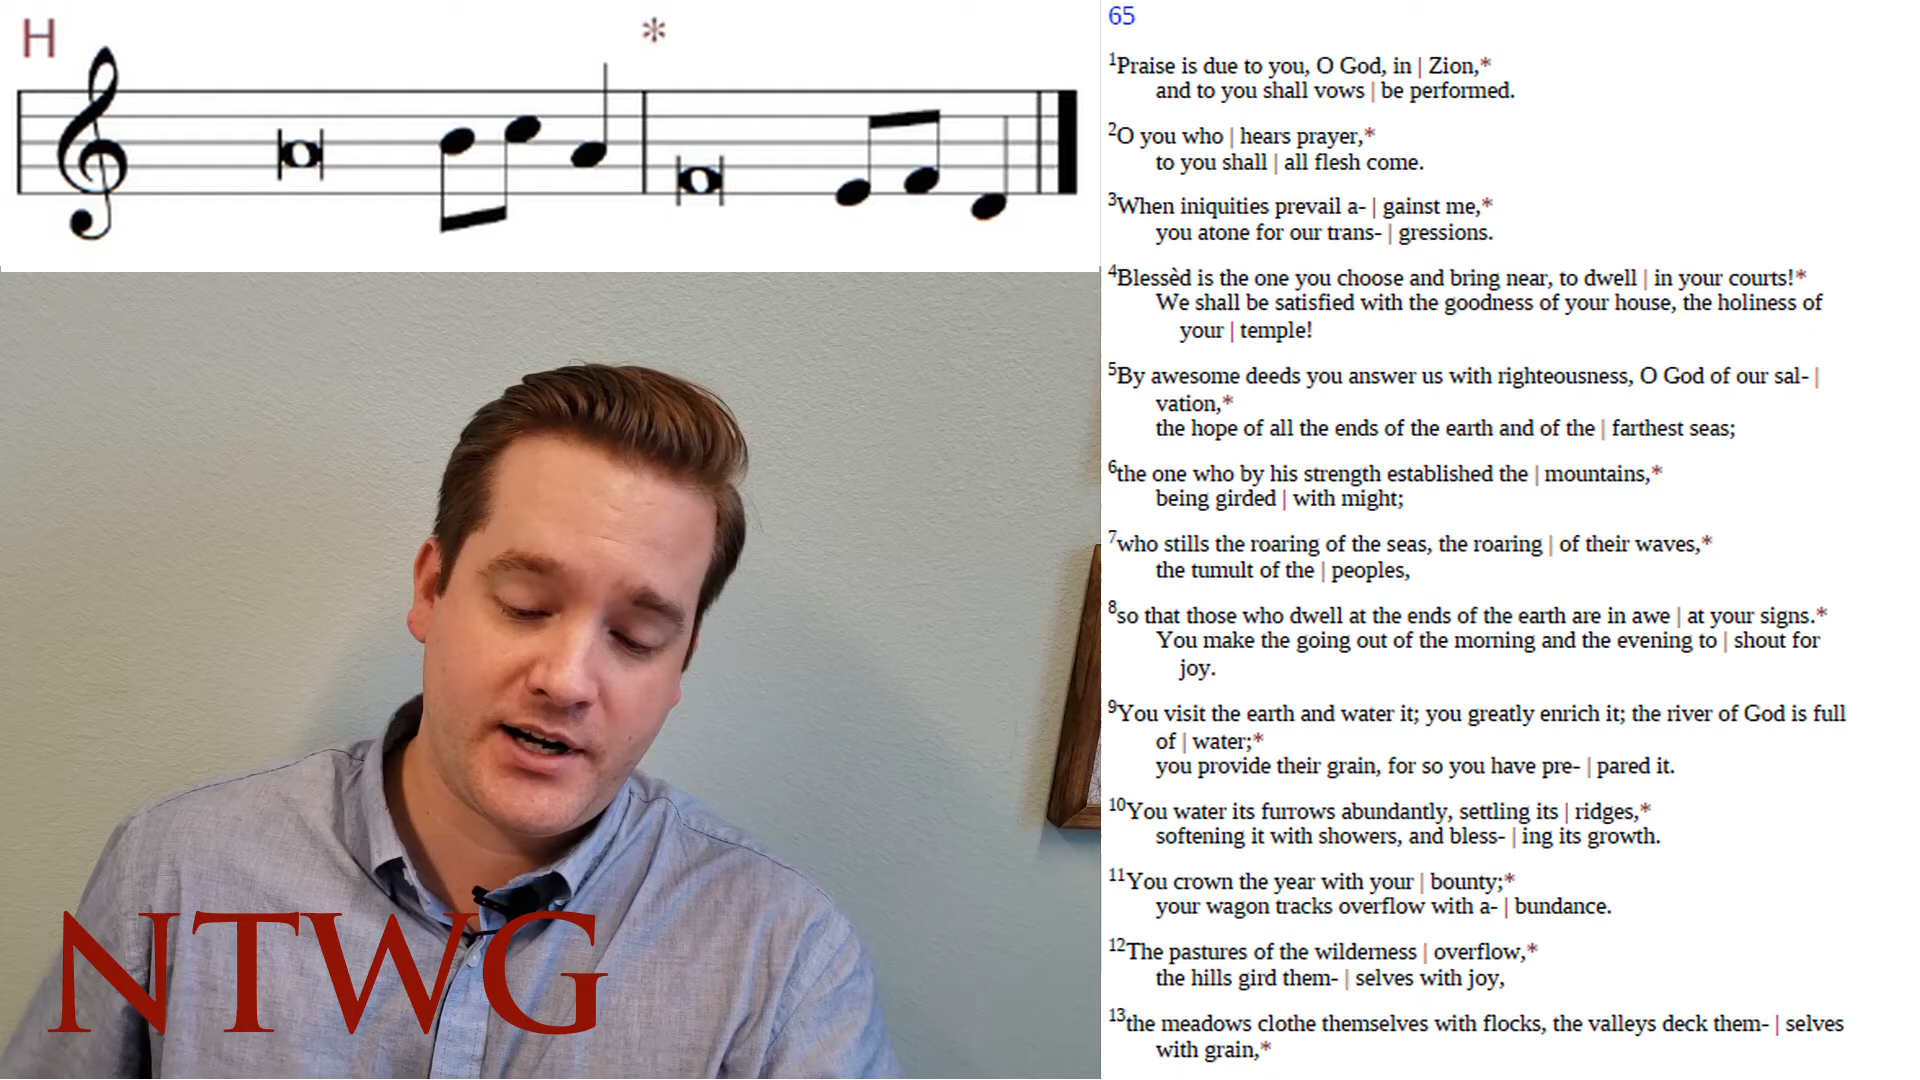 H
*
65
1Praise is due to you, O God, in | Zion,*
and to you shall vows | be performed.
2O you who | hears prayer,*
to you shall | all flesh come.
3When iniquities prevail a- | gainst me,*
you atone for our trans- | gressions.
4Blessèd is the one you choose and bring near, to dwell | in your courts!*
We shall be satisfied with the goodness of your house, the holiness of
your | temple!
5By awesome deeds you answer us with righteousness, O God of our sal- |
vation,*
the hope of all the ends of the earth and of the | farthest seas;
6the one who by his strength established the | mountains,*
being girded | with might;
7who stills the roaring of the seas, the roaring | of their waves,*
the tumult of the | peoples,
8so that those who dwell at the ends of the earth are in awe | at your signs.*
You make the going out of the morning and the evening to | shout for
joy.
9You visit the earth and water it; you greatly enrich it; the river of God is full
of | water;*
you provide their grain, for so you have pre- | pared it.
10You water its furrows abundantly, settling its | ridges,*
softening it with showers, and bless- | ing its growth.
11You crown the year with your | bounty;*
your wagon tracks overflow with a- | bundance.
12The pastures of the wilderness | overflow,*
the hills gird them- | selves with joy,
13the meadows clothe themselves with flocks, the valleys deck them- | selves
with grain,*
NTWG